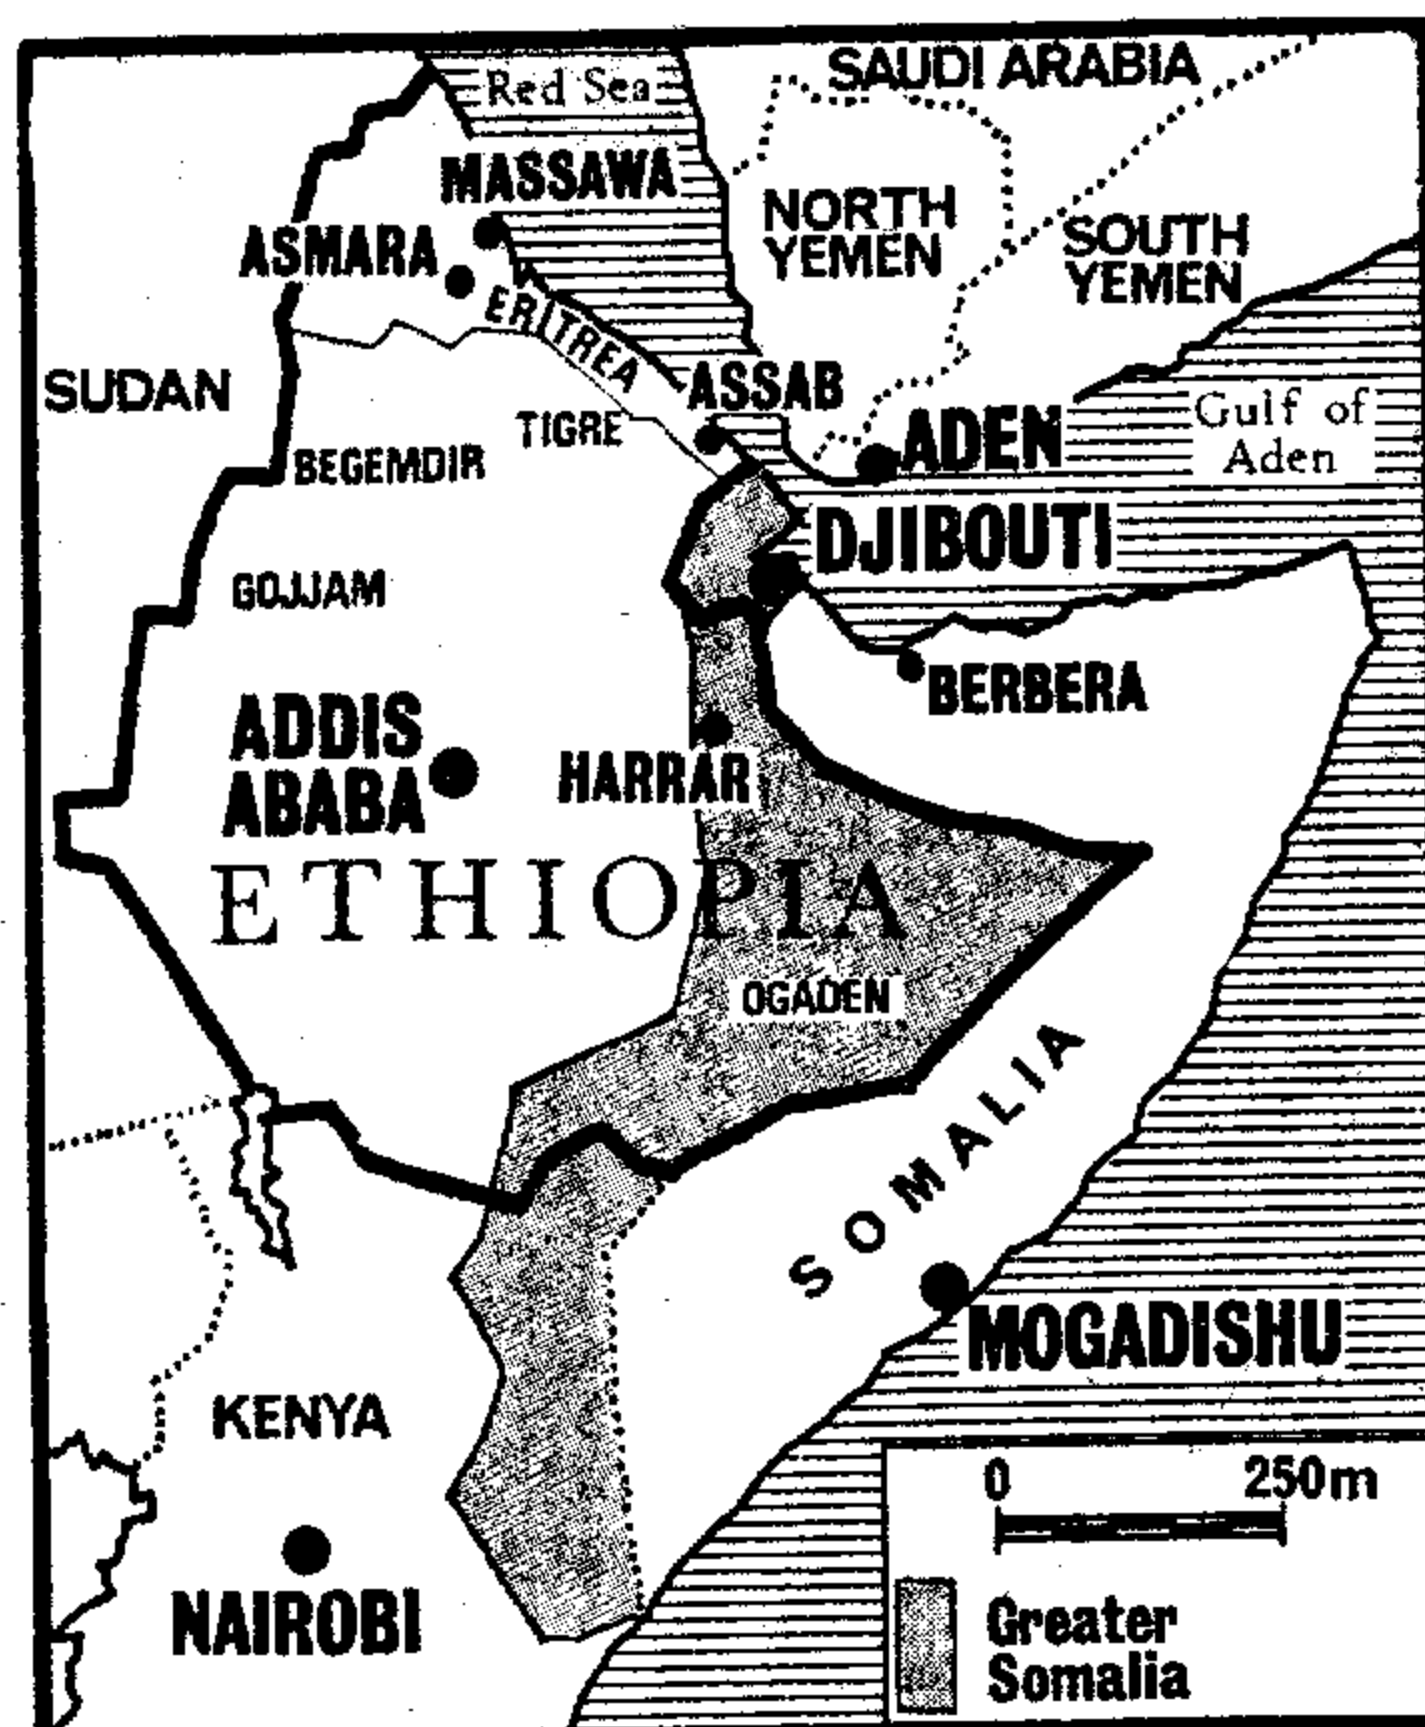 SAUDI ARABIA
Red Sea
MASSAWA
NORTH
YEMEN
SOUTH
YEMEN
ASMARA
ERITREA
SUDAN
ASSAB
TIGRE
BEGEMDIR
ADEN
Gulf of
Aden
DJIBOUTI
GOJJAM
BERBERA
ADDIS
ABABA
HARRAR
ETHIOPIA
OGADEN
SOMALIA
MOGADISHU
KENYA
NAIROBI
0 250m
Greater
Somalia